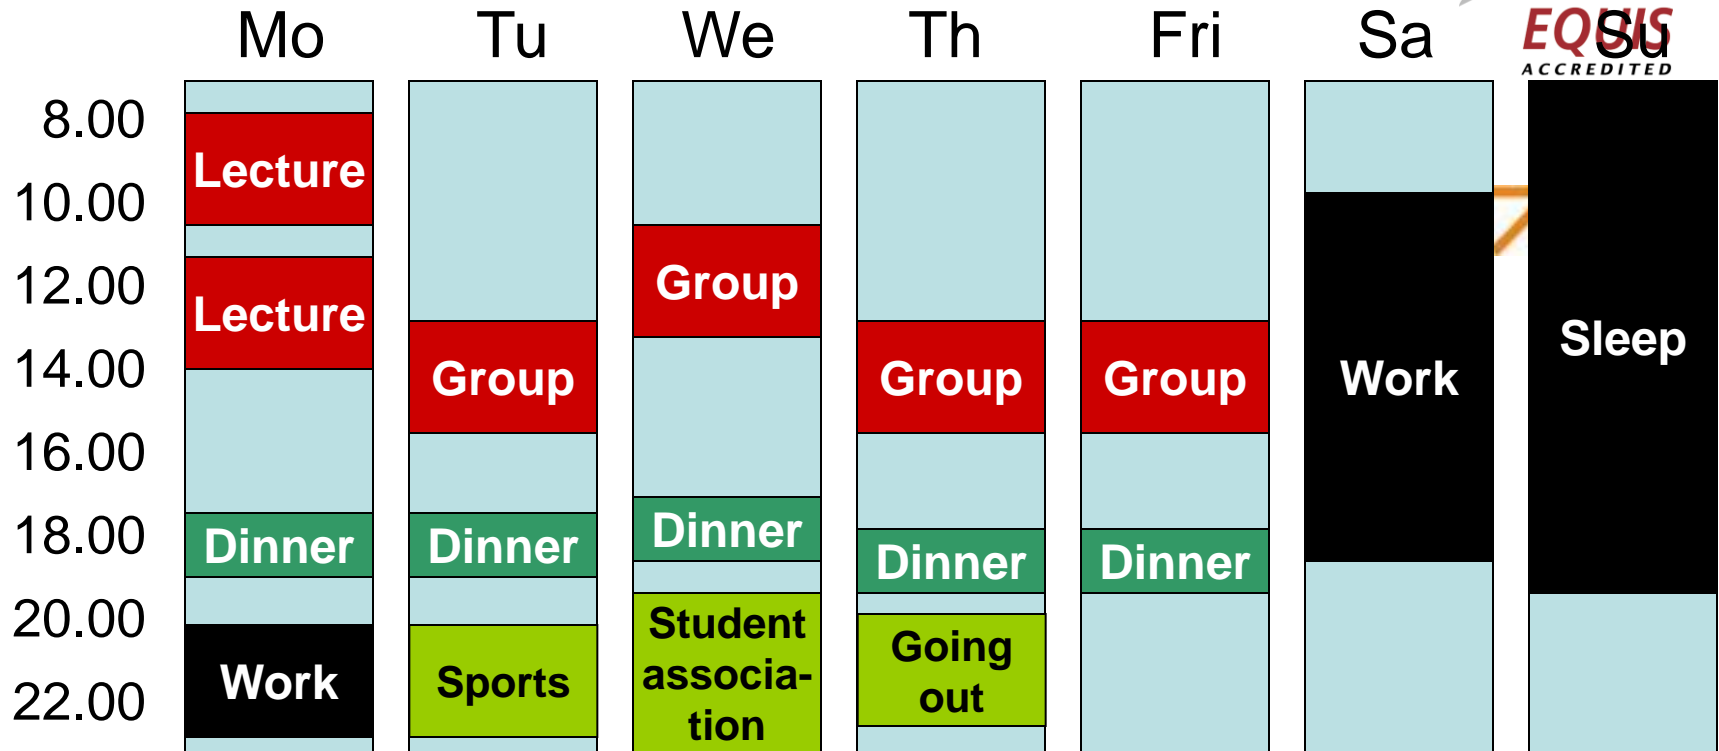 Mo Tu We Th Fri Sa Su
EQUIS
ACCREDITED
8.00
Lecture
10.00
Group
12.00
Lecture
Sleep
14.00
Group
Group
Group
Work
16.00
Dinner
18.00
Dinner
Dinner
Dinner
Dinner
20.00
Student
associa-
tion
Going
out
Work
Sports
22.00